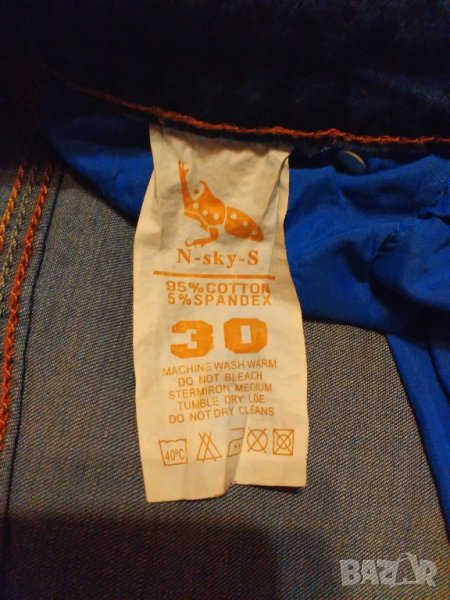 N-sky-S
95% COTTON
5% SPANDEX
30
MACHINE WASH WARM
DO NOT BLEACH
STERMIRON MEDIUM
TUMBLE DRY LDE
DO NOT DRY CLEANS
40°C
BAZAR